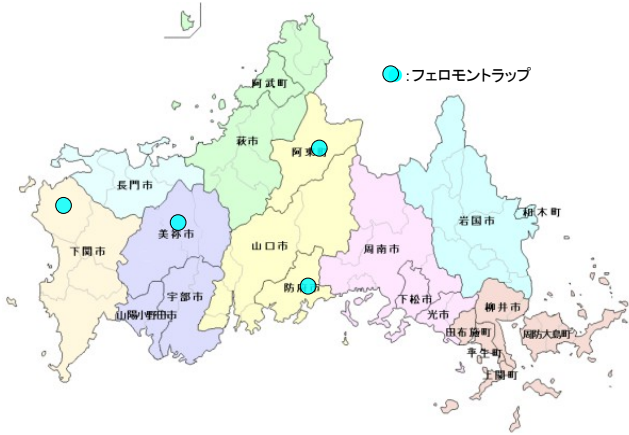 ：フェロモントラップ
阿武町
萩市
阿東
長門市
岩国市
和木町
美祢市
下関市
山口市
周南市
防府市
宇部市
下松市
柳井市
山陽小野田市
光市
田布施町
周防大島町
平生町
上関町